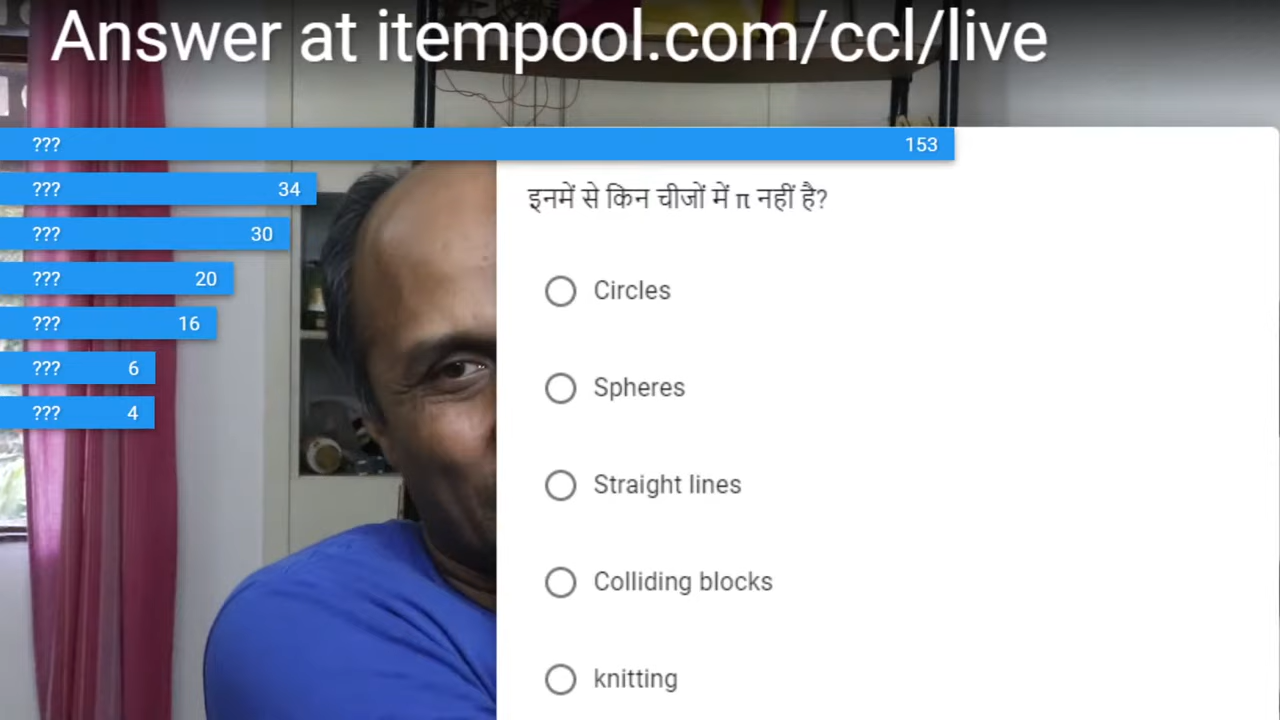 Answer at itempool.com/ccl/live
??? 153
??? 34
??? 30
??? 20
??? 16
??? 6
??? 4
इनमें से किन चीजों में π नहीं है?
Circles
Spheres
Straight lines
Colliding blocks
knitting